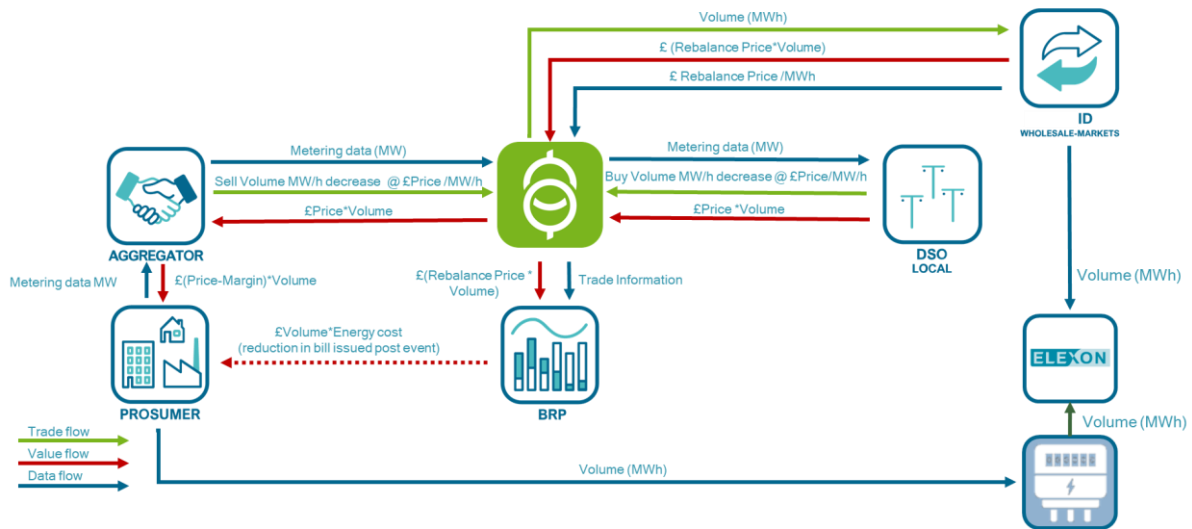 Volume (MWh)
£ (Rebalance Price*Volume)
£ Rebalance Price /MWh
ID
WHOLESALE-MARKETS
Metering data (MW)
Sell Volume MW/h decrease @ £Price /MW/h
£Price*Volume
AGGREGATOR
Metering data (MW)
Buy Volume MW/h decrease @ £Price/MW/h
£Price *Volume
DSO
LOCAL
Metering data MW
£(Price-Margin)*Volume
£(Rebalance Price *
Volume)
Trade Information
Volume (MWh)
£Volume*Energy cost
(reduction in bill issued post event)
PROSUMER
BRP
ELEXON
Volume (MWh)
Trade flow
Value flow
Data flow
Volume (MWh)